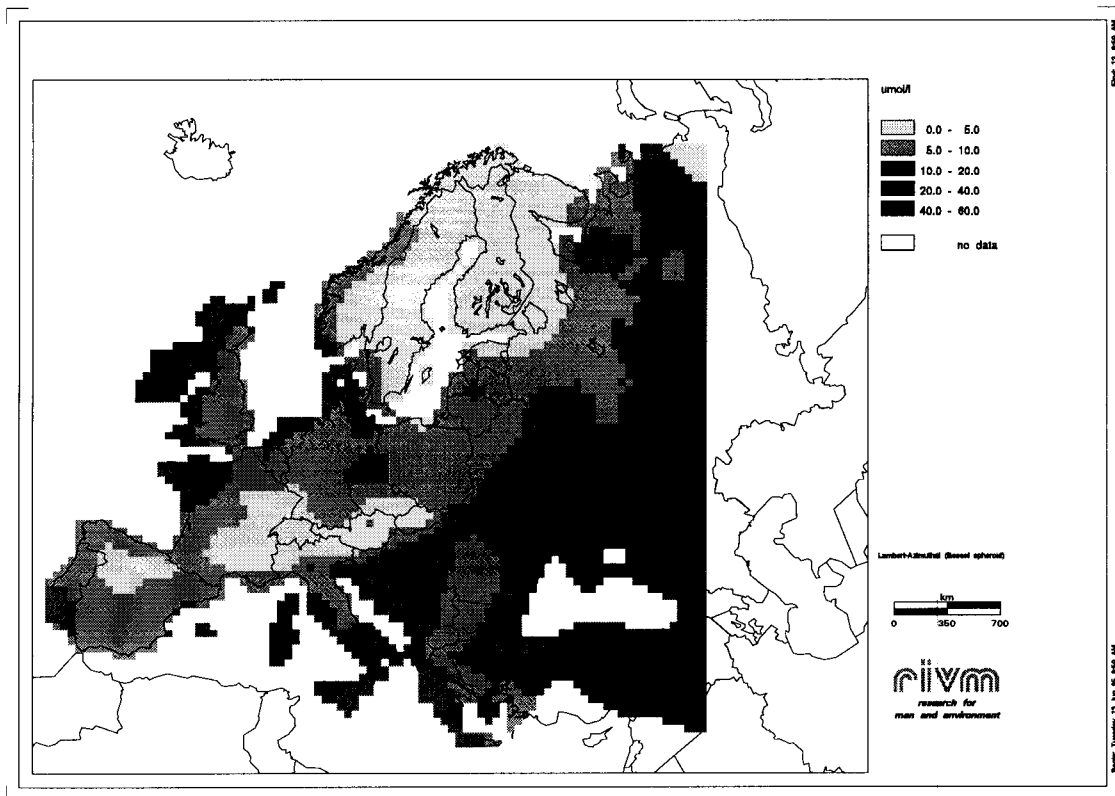 umol/l
0.0 - 5.0
5.0 - 10.0
10.0 - 20.0
20.0 - 40.0
40.0 - 60.0
no data
Lambert-Azimuthal (Bessel spheroid)
km
0 350 700
rivm
research for
man and environment